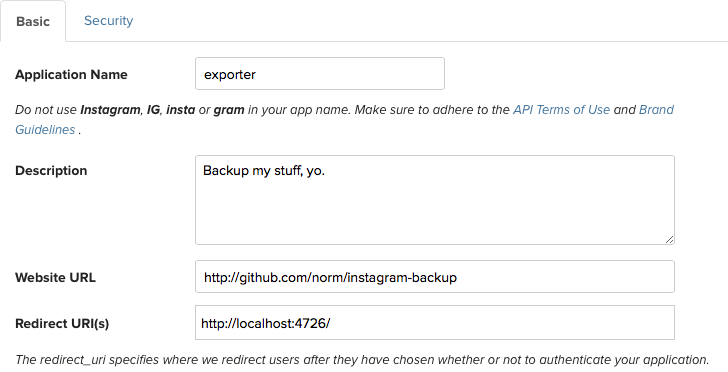 Basic Security
Application Name exporter
Do not use Instagram, IG, insta or gram in your app name. Make sure to adhere to the API Terms of Use and Brand
Guidelines .
Description Backup my stuff, yo.
Website URL http://github.com/norm/instagram-backup
Redirect URI(s) http://localhost:4726/
The redirect_uri specifies where we redirect users after they have chosen whether or not to authenticate your application.